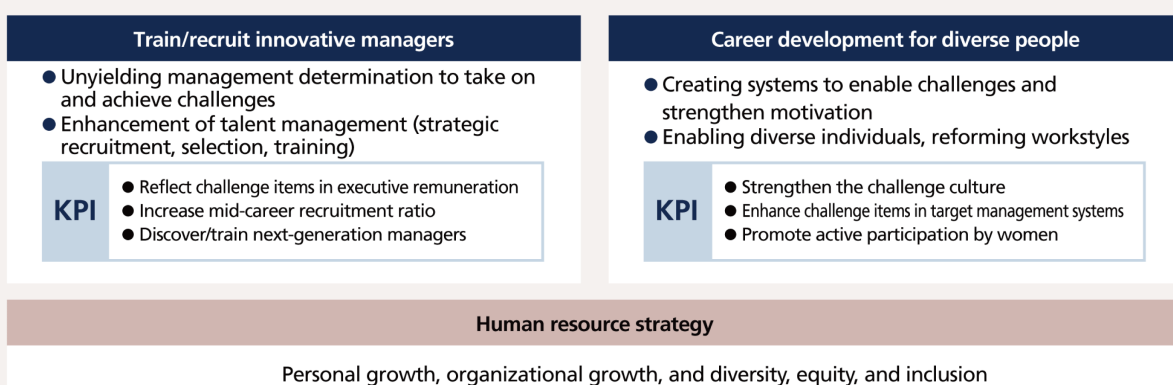 Train/recruit innovative managers
● Unyielding management determination to take on
and achieve challenges
● Enhancement of talent management (strategic
recruitment, selection, training)
KPI
● Reflect challenge items in executive remuneration
● Increase mid-career recruitment ratio
● Discover/train next-generation managers
Career development for diverse people
● Creating systems to enable challenges and
strengthen motivation
● Enabling diverse individuals, reforming workstyles
KPI
● Strengthen the challenge culture
● Enhance challenge items in target management systems
● Promote active participation by women
Human resource strategy
Personal growth, organizational growth, and diversity, equity, and inclusion